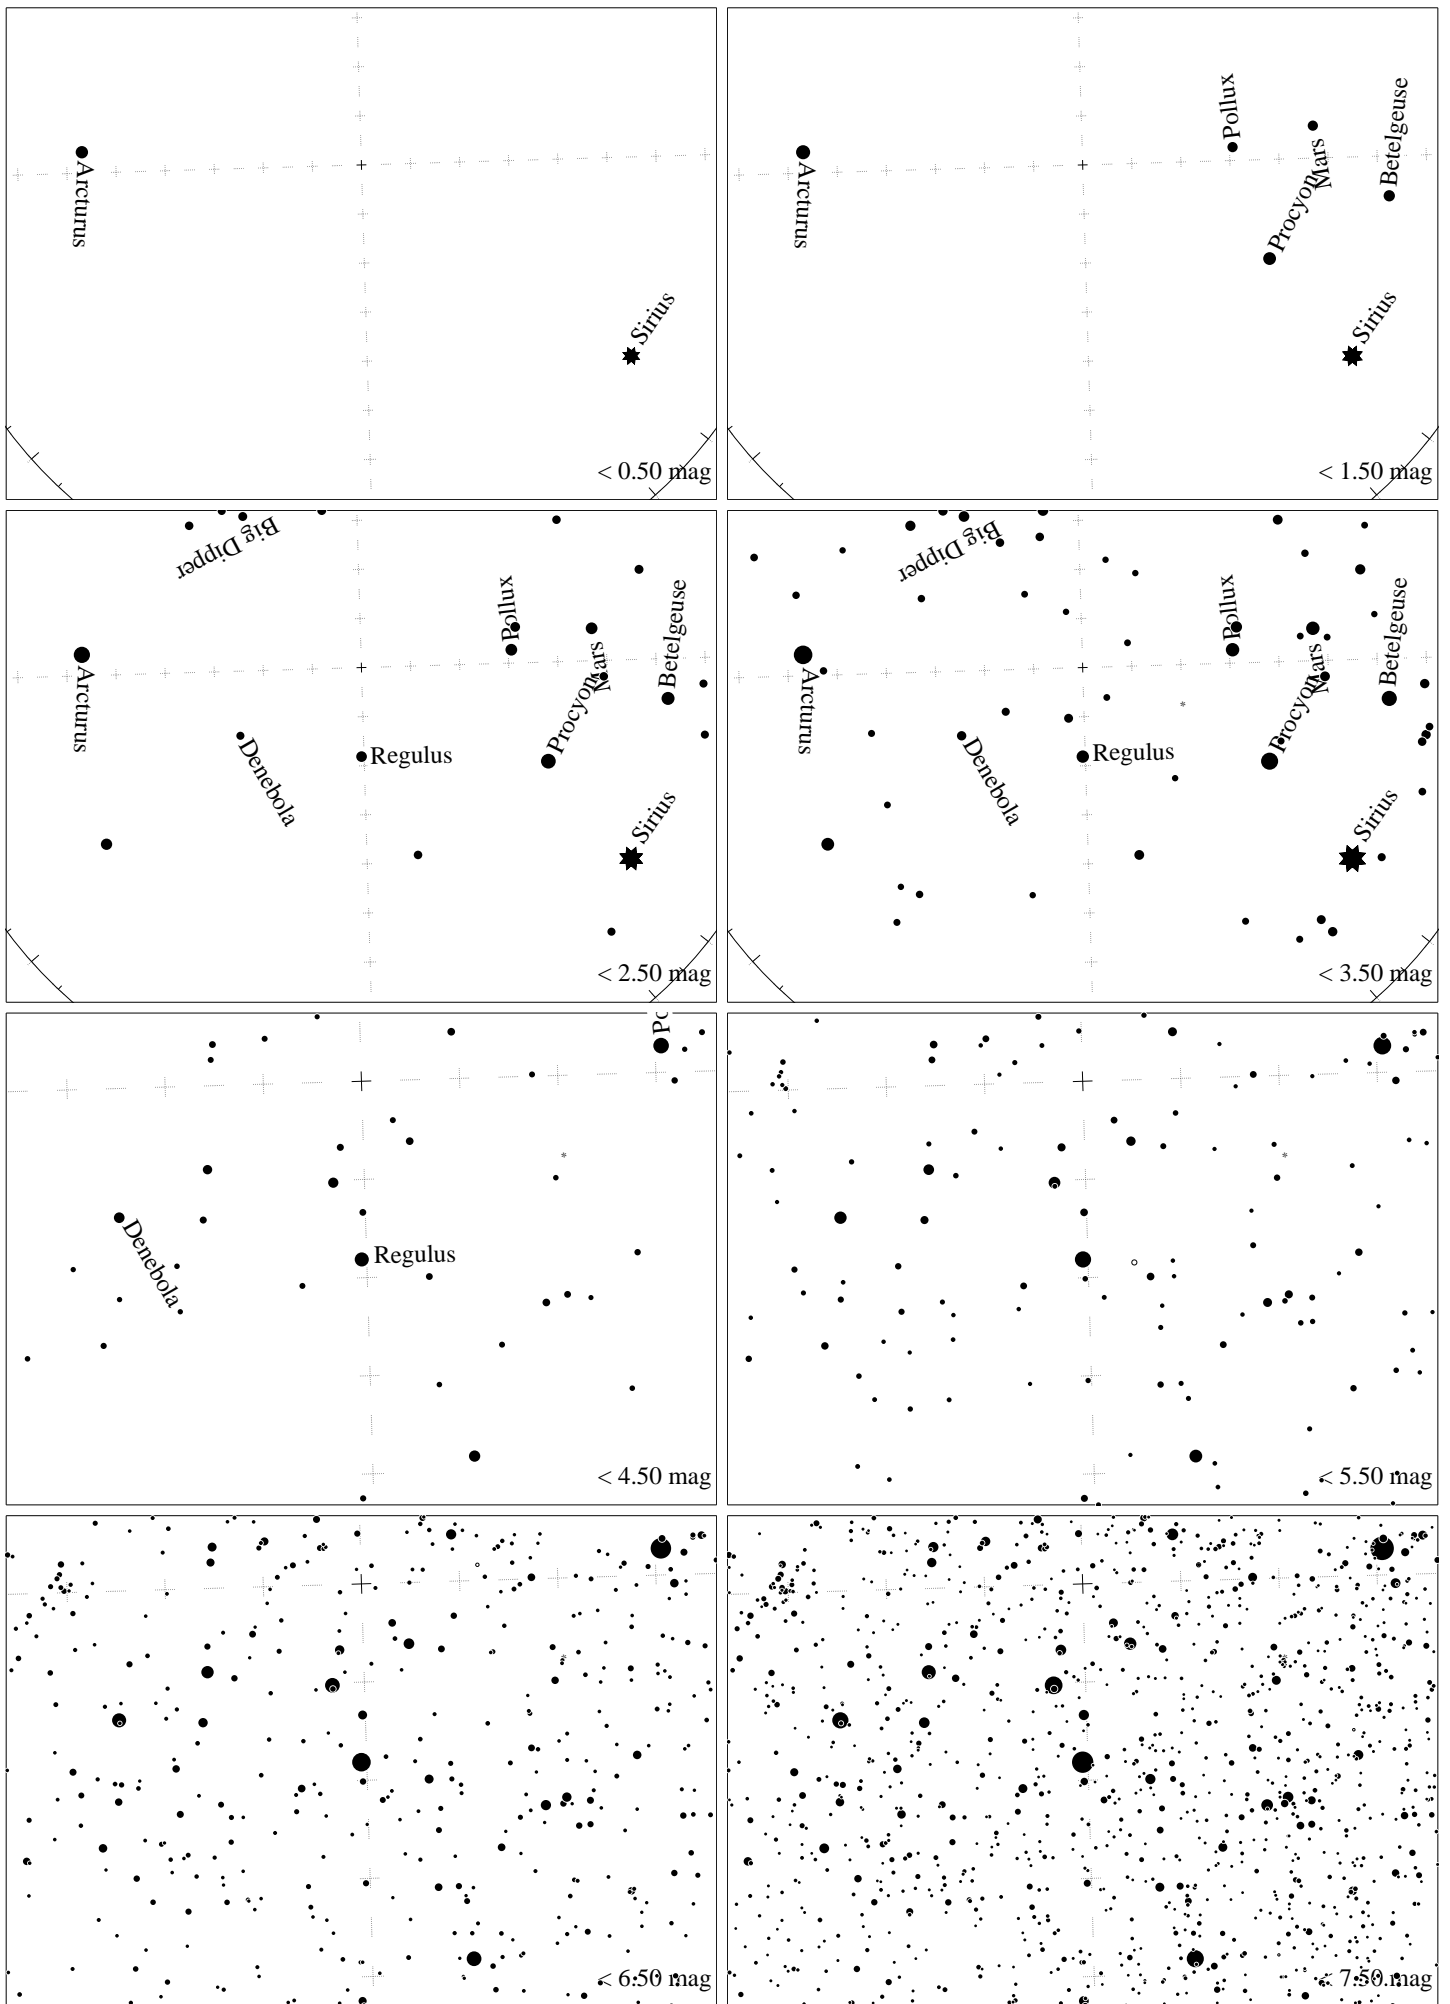 Arcturus
Sirius
< 0.50 mag
Arcturus
Pollux
Mars
Procyon
Betelgeuse
Sirius
< 1.50 mag
Big Dipper
Arcturus
Denebola
Regulus
Pollux
Mars
Procyon
Betelgeuse
Sirius
< 2.50 mag
Big Dipper
Arcturus
Denebola
Regulus
Pollux
Mars
Procyon
Betelgeuse
Sirius
< 3.50 mag
Po
Denebola
Regulus
< 4.50 mag
< 5.50 mag
< 6.50 mag
< 7.50 mag